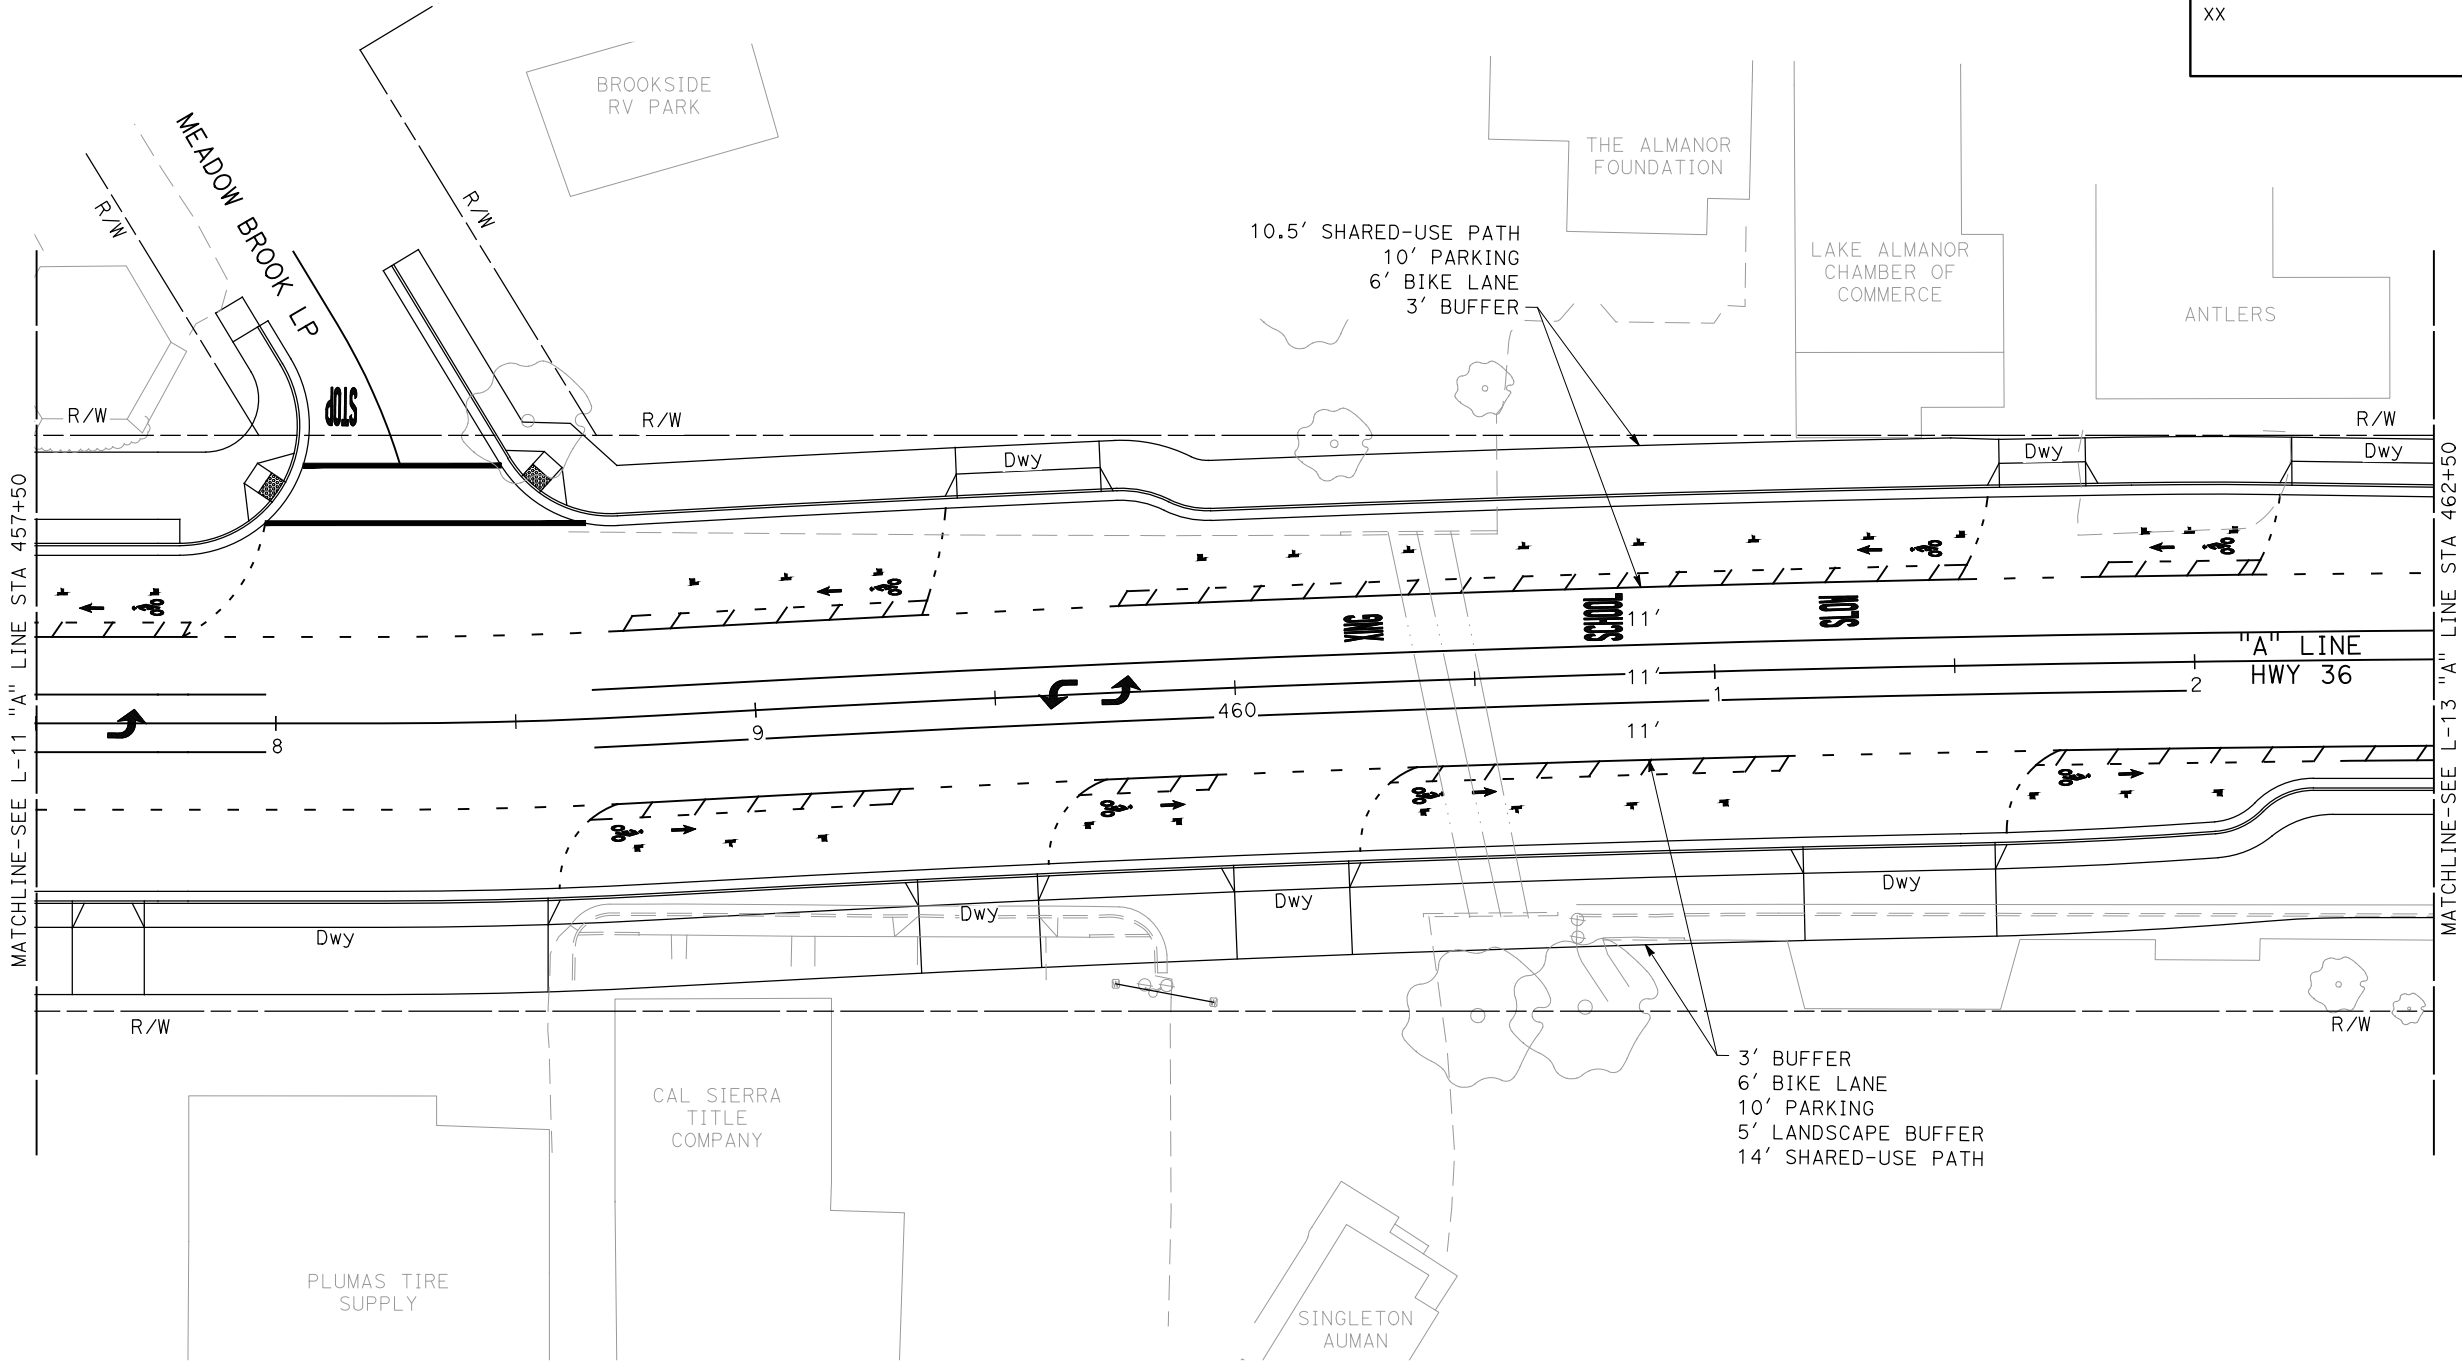 XX
BROOKSIDE
RV PARK
MEADOW BROOK LP
R/W
R/W
THE ALMANOR
FOUNDATION
10.5' SHARED-USE PATH
10' PARKING
6' BIKE LANE
3' BUFFER
LAKE ALMANOR
CHAMBER OF
COMMERCE
ANTLERS
STOP
R/W
R/W
R/W
Dwy
Dwy
Dwy
MATCHLINE-SEE L-11 "A" LINE STA 457+50
MATCHLINE-SEE L-13 "A" LINE STA 462+50
XING
SCHOOL
SLOW
11'
"A" LINE
HWY 36
11'
11'
8
9
460
1
2
Dwy
Dwy
Dwy
Dwy
R/W
R/W
3' BUFFER
6' BIKE LANE
10' PARKING
5' LANDSCAPE BUFFER
14' SHARED-USE PATH
CAL SIERRA
TITLE
COMPANY
PLUMAS TIRE
SUPPLY
SINGLETON
AUMAN